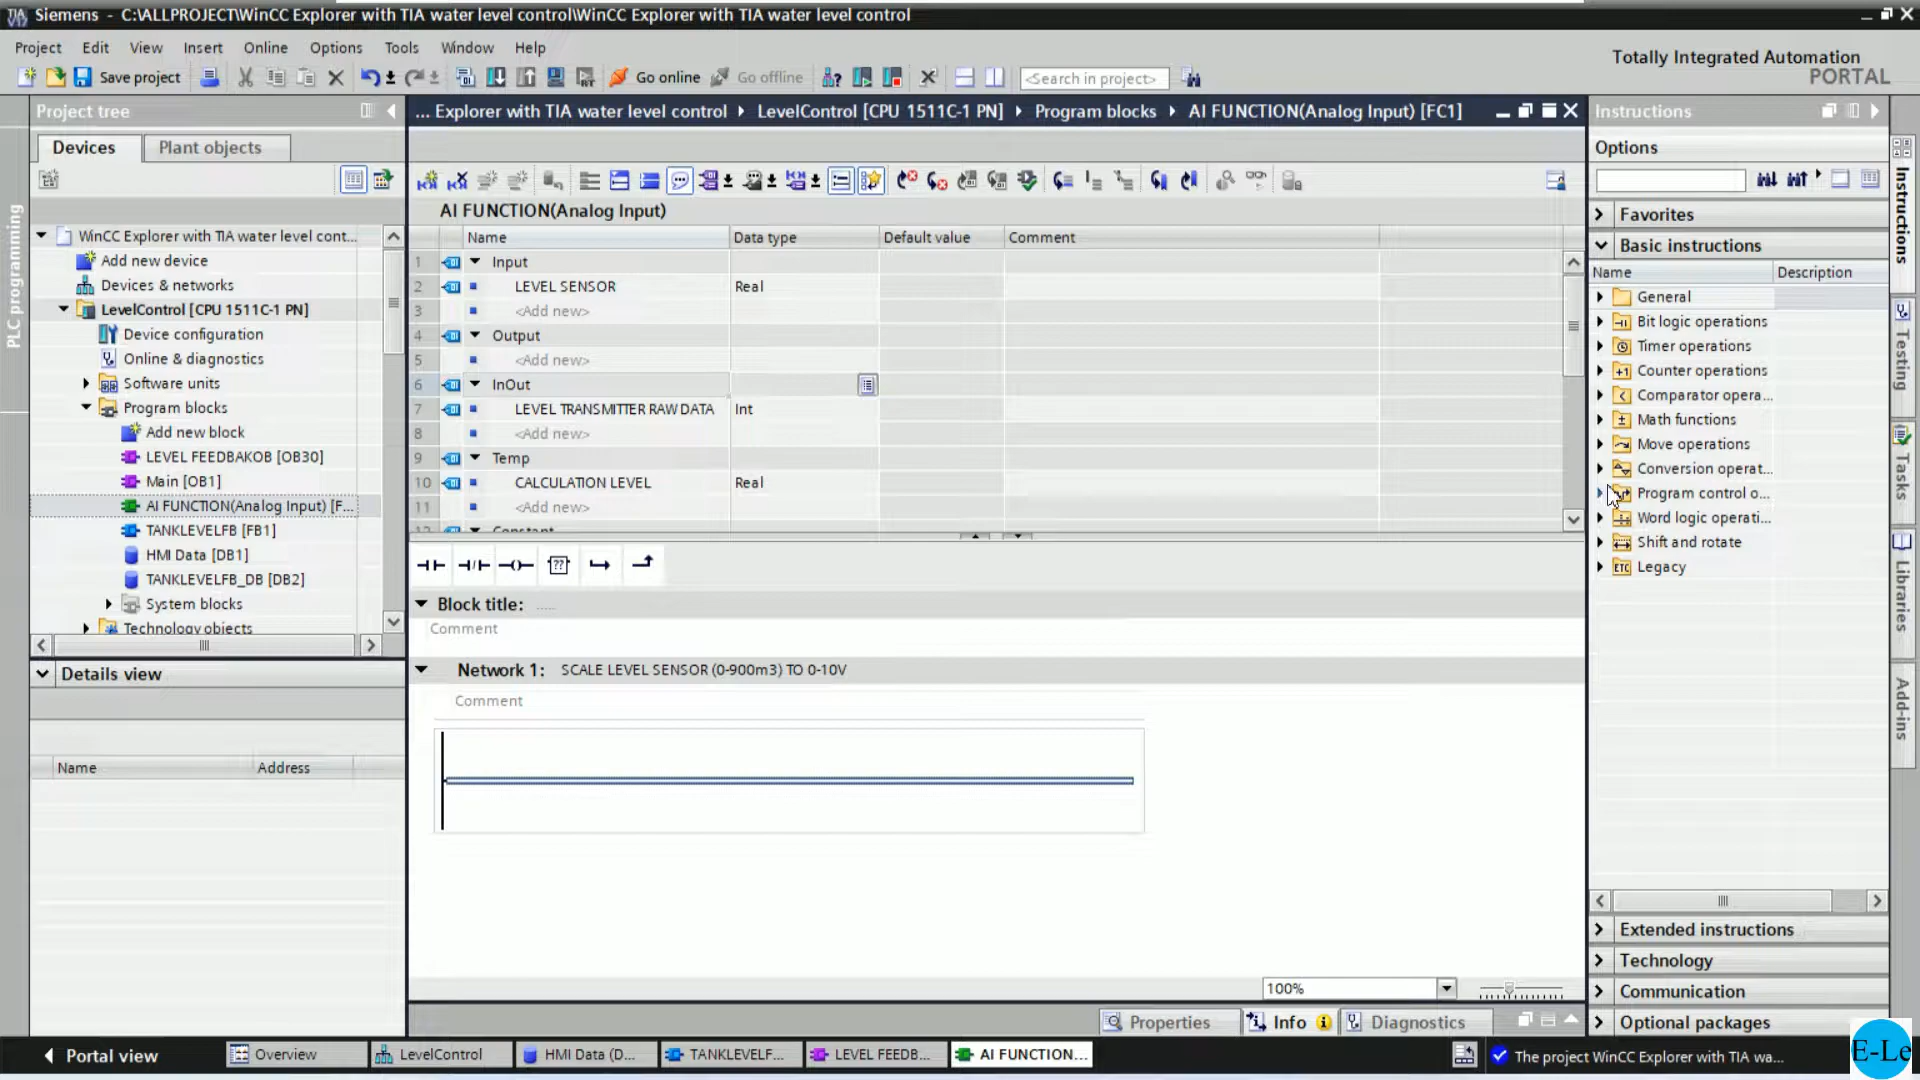 Siemens - C:\ALLPROJECT\WinCC Explorer with TIA water level control\WinCC Explorer with TIA water level control
Project Edit View Insert Online Options Tools Window Help
Totally Integrated Automation
PORTAL
Save project
Go online
Go offline
<Search in project>
Project tree
... Explorer with TIA water level control LevelControl [CPU 1511C-1 PN] Program blocks AI FUNCTION(Analog Input) [FC1]
Instructions
Devices
Plant objects
Options
PLC programming
WinCC Explorer with TIA water level cont...
Add new device
Devices & networks
LevelControl [CPU 1511C-1 PN]
Device configuration
Online & diagnostics
Software units
Program blocks
Add new block
LEVEL FEEDBAKOB [OB30]
Main [OB1]
AI FUNCTION(Analog Input) [F...
TANKLEVELFB [FB1]
HMI Data [DB1]
TANKLEVELFB_DB [DB2]
System blocks
Technology objects
Details view
Name Address
AI FUNCTION(Analog Input)
Name Data type Default value Comment
1 Input
2 LEVEL SENSOR Real
3 <Add new>
4 Output
5 <Add new>
6 InOut
7 LEVEL TRANSMITTER RAW DATA Int
8 <Add new>
9 Temp
10 CALCULATION LEVEL Real
11 <Add new>
12 Constant
??
Block title: .....
Comment
Network 1: SCALE LEVEL SENSOR (0-900m3) TO 0-10V
Comment
100%
Properties
Info
Diagnostics
Favorites
Basic instructions
Name Description
General
Bit logic operations
Timer operations
Counter operations
Comparator opera...
Math functions
Move operations
Conversion operat...
Program control o...
Word logic operati...
Shift and rotate
Legacy
Extended instructions
Technology
Communication
Optional packages
Instructions
Testing
Tasks
Libraries
Add-ins
Portal view
Overview
LevelControl
HMI Data (D...
TANKLEVELF...
LEVEL FEEDB...
AI FUNCTION...
The project WinCC Explorer with TIA wa...
E-Le